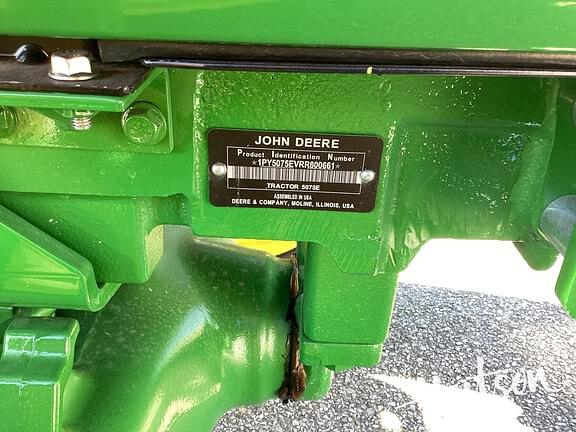 JOHN DEERE
Product Identification Number
*1PY5075EVRR800661*
TRACTOR 5075E
ASSEMBLED IN USA
DEERE & COMPANY, MOLINE, ILLINOIS, USA